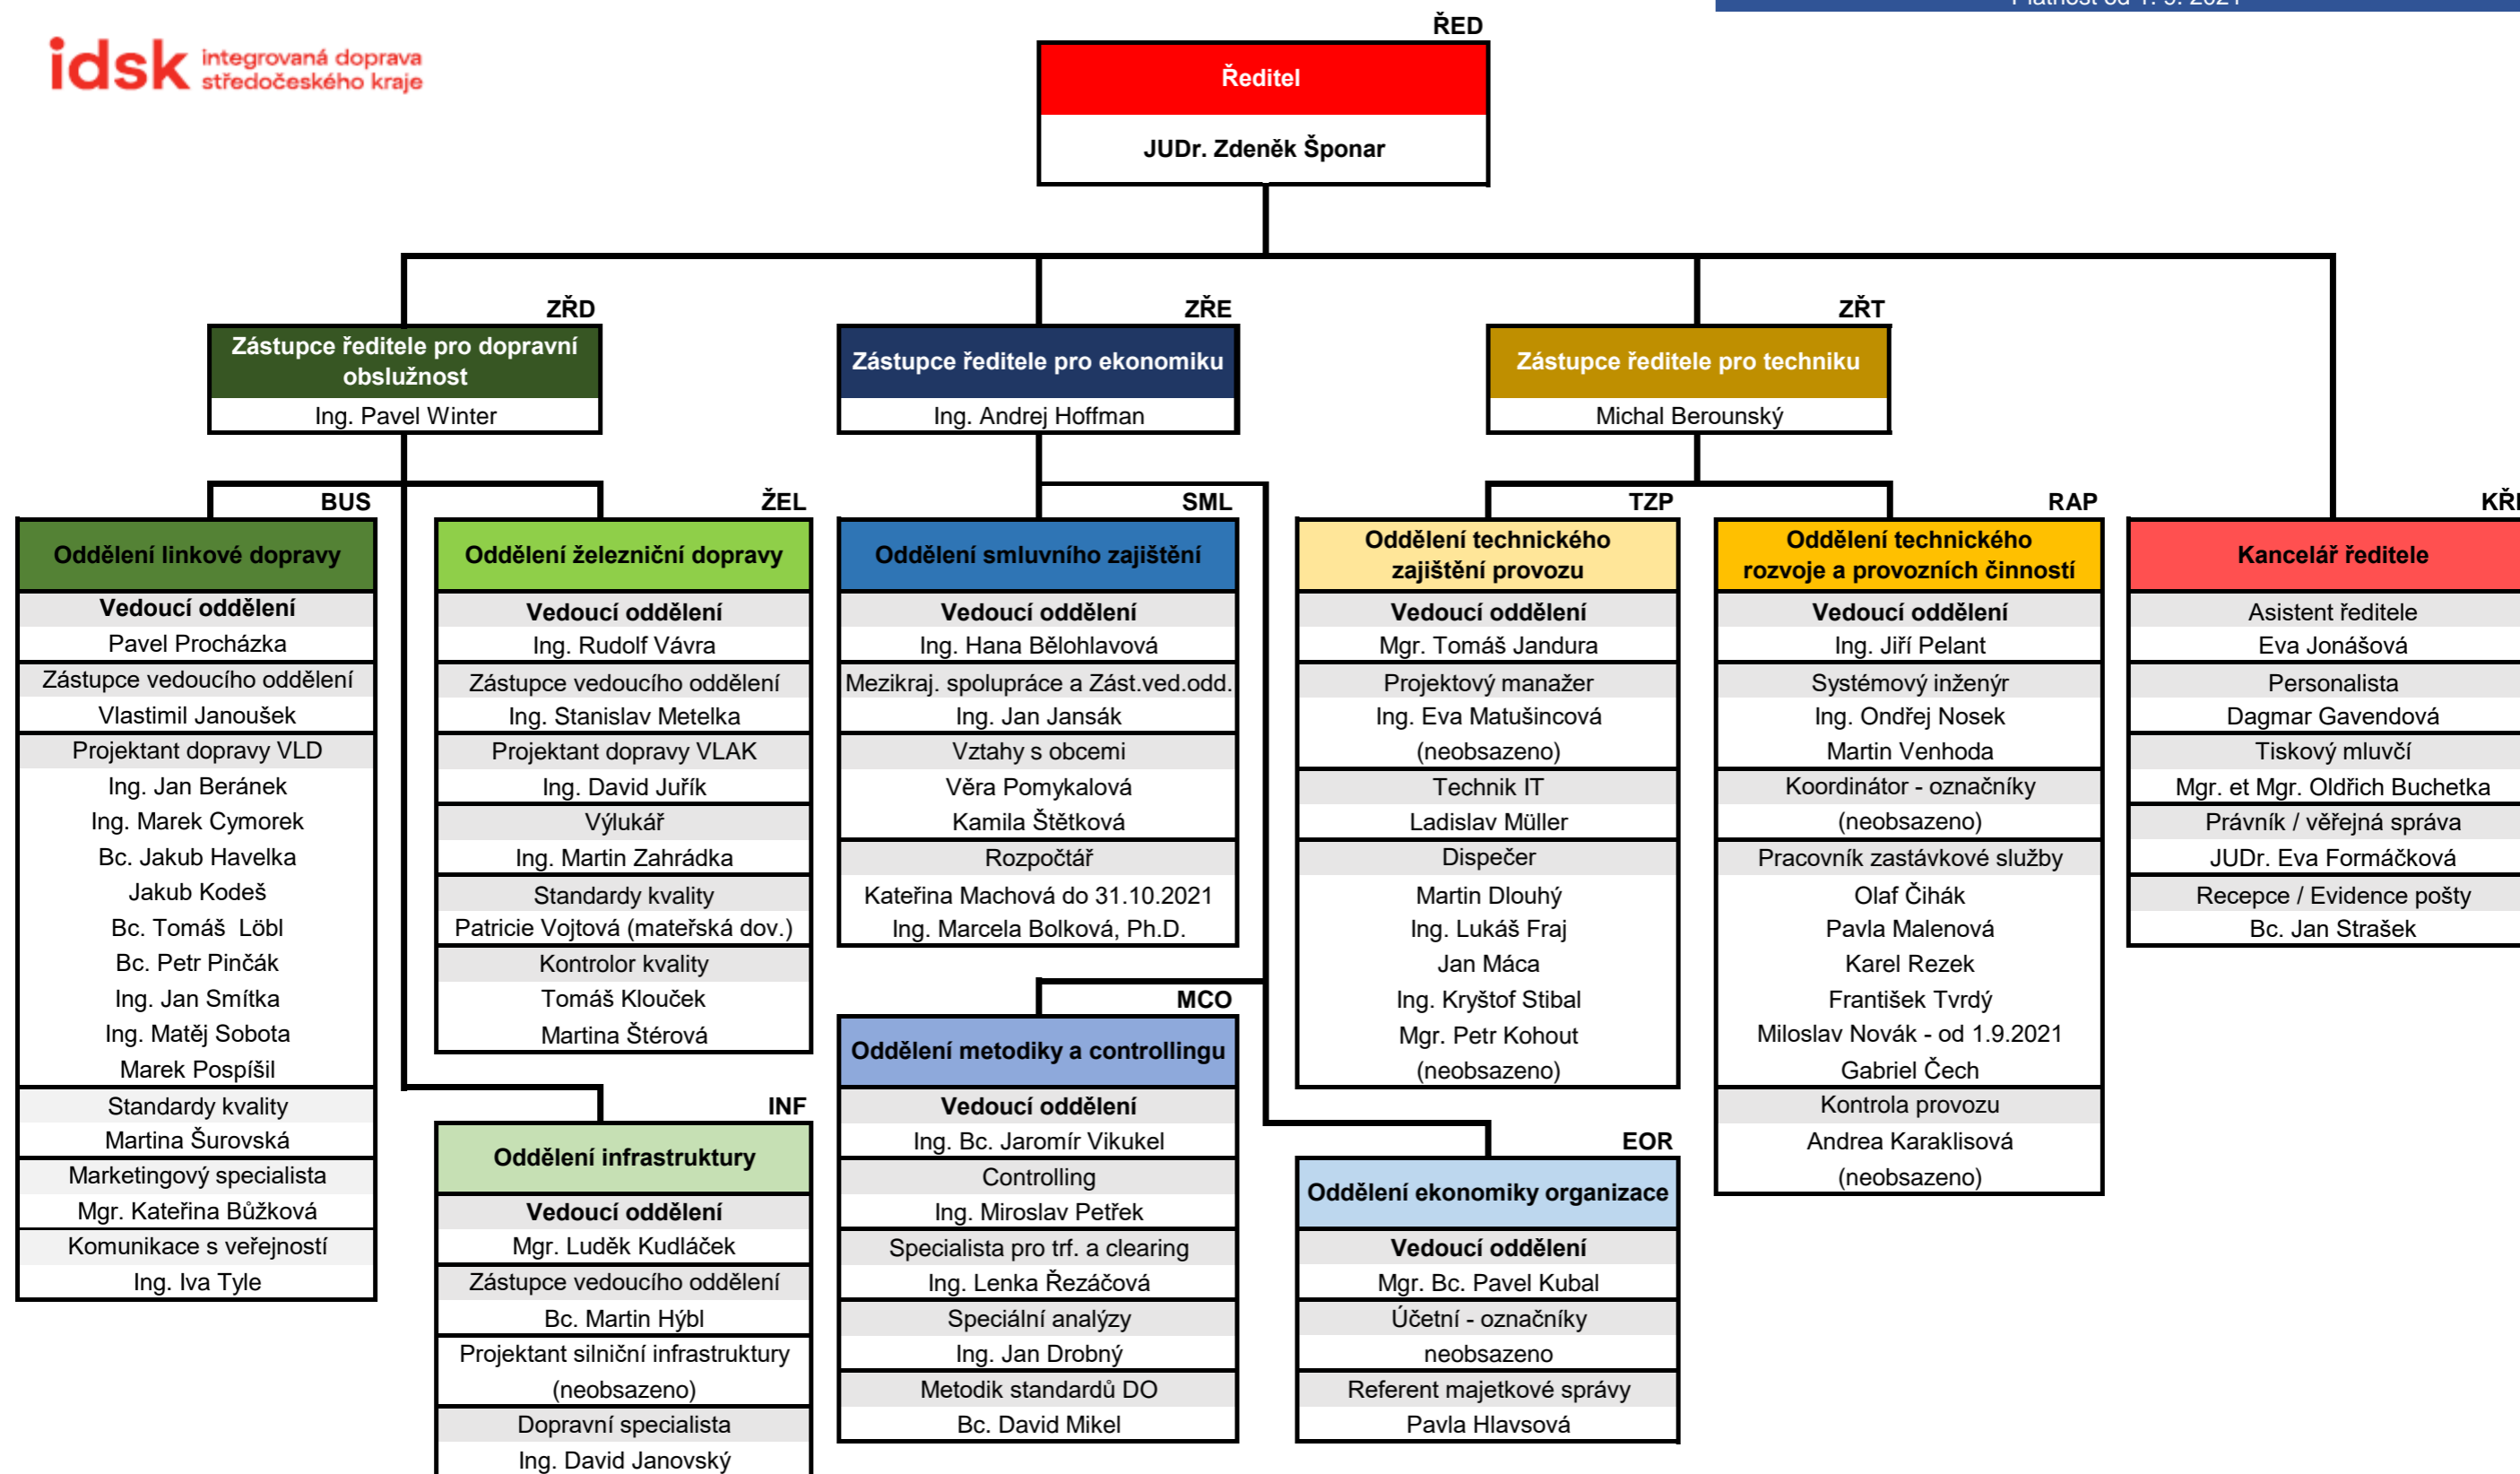 idsk integrovaná doprava
středočeského kraje
ŘED
Ředitel
JUDr. Zdeněk Šponar
ZŘD
Zástupce ředitele pro dopravní
obslužnost
Ing. Pavel Winter
ZŘE
Zástupce ředitele pro ekonomiku
Ing. Andrej Hoffman
ZŘT
Zástupce ředitele pro techniku
Michal Berounský
BUS
Oddělení linkové dopravy
Vedoucí oddělení
Pavel Procházka
Zástupce vedoucího oddělení
Vlastimil Janoušek
Projektant dopravy VLD
Ing. Jan Beránek
Ing. Marek Cymorek
Bc. Jakub Havelka
Jakub Kodeš
Bc. Tomáš Löbl
Bc. Petr Pinčák
Ing. Jan Smítka
Ing. Matěj Sobota
Marek Pospíšil
Standardy kvality
Martina Šurovská
Marketingový specialista
Mgr. Kateřina Bůžková
Komunikace s veřejností
Ing. Iva Tyle
ŽEL
Oddělení železniční dopravy
Vedoucí oddělení
Ing. Rudolf Vávra
Zástupce vedoucího oddělení
Ing. Stanislav Metelka
Projektant dopravy VLAK
Ing. David Juřík
Výlukář
Ing. Martin Zahrádka
Standardy kvality
Patricie Vojtová (mateřská dov.)
Kontrolor kvality
Tomáš Klouček
Martina Štérová
INF
Oddělení infrastruktury
Vedoucí oddělení
Mgr. Luděk Kudláček
Zástupce vedoucího oddělení
Bc. Martin Hýbl
Projektant silniční infrastruktury
(neobsazeno)
Dopravní specialista
Ing. David Janovský
SML
Oddělení smluvního zajištění
Vedoucí oddělení
Ing. Hana Bělohlavová
Mezikraj. spolupráce a Zást.ved.odd.
Ing. Jan Jansák
Vztahy s obcemi
Věra Pomykalová
Kamila Štětková
Rozpočtář
Kateřina Machová do 31.10.2021
Ing. Marcela Bolková, Ph.D.
MCO
Oddělení metodiky a controllingu
Vedoucí oddělení
Ing. Bc. Jaromír Vikukel
Controlling
Ing. Miroslav Petřek
Specialista pro trf. a clearing
Ing. Lenka Řezáčová
Speciální analýzy
Ing. Jan Drobný
Metodik standardů DO
Bc. David Mikel
TZP
Oddělení technického
zajištění provozu
Vedoucí oddělení
Mgr. Tomáš Jandura
Projektový manažer
Ing. Eva Matušincová
(neobsazeno)
Technik IT
Ladislav Müller
Dispečer
Martin Dlouhý
Ing. Lukáš Fraj
Jan Máca
Ing. Kryštof Stibal
Mgr. Petr Kohout
(neobsazeno)
EOR
Oddělení ekonomiky organizace
Vedoucí oddělení
Mgr. Bc. Pavel Kubal
Účetní - označníky
neobsazeno
Referent majetkové správy
Pavla Hlavsová
RAP
Oddělení technického
rozvoje a provozních činností
Vedoucí oddělení
Ing. Jiří Pelant
Systémový inženýr
Ing. Ondřej Nosek
Martin Venhoda
Koordinátor - označníky
(neobsazeno)
Pracovník zastávkové služby
Olaf Čihák
Pavla Malenová
Karel Rezek
František Tvrdý
Miloslav Novák - od 1.9.2021
Gabriel Čech
Kontrola provozu
Andrea Karaklisová
(neobsazeno)
Kancelář ředitele
Asistent ředitele
Eva Jonášová
Personalista
Dagmar Gavendová
Tiskový mluvčí
Mgr. et Mgr. Oldřich Buchetka
Právník / věřejná správa
JUDr. Eva Formáčková
Recepce / Evidence pošty
Bc. Jan Strašek